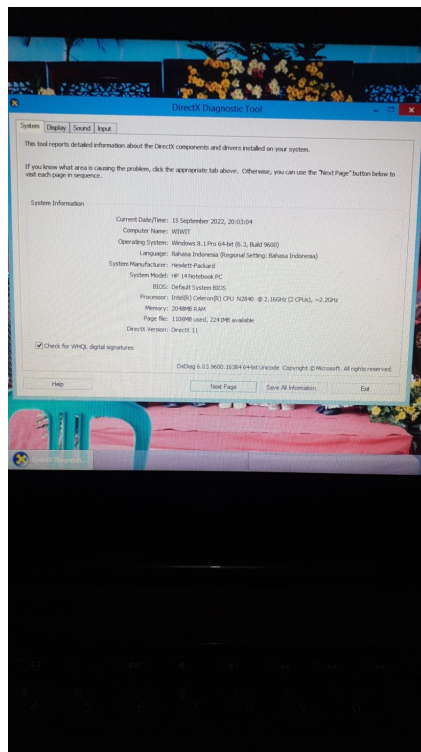 DirectX Diagnostic Tool
System Display Sound Input
This tool reports detailed information about the DirectX components and drivers installed on your system.
If you know what area is causing the problem, click the appropriate tab above. Otherwise, you can use the "Next Page" button below to
visit each page in sequence.
System Information
Current Date/Time: 15 September 2022, 20:03:04
Computer Name: WIWIT
Operating System: Windows 8.1 Pro 64-bit (6.3, Build 9600)
Language: Bahasa Indonesia (Regional Setting: Bahasa Indonesia)
System Manufacturer: Hewlett-Packard
System Model: HP 14 Notebook PC
BIOS: Default System BIOS
Processor: Intel(R) Celeron(R) CPU N2840 @ 2.16GHz (2 CPUs), ~2.2GHz
Memory: 2048MB RAM
Page file: 1106MB used, 2241MB available
DirectX Version: DirectX 11
Check for WHQL digital signatures
DxDiag 6.03.9600.16384 64-bit Unicode Copyright © Microsoft. All rights reserved.
Help Next Page Save All Information... Exit
DirectX Diagnosti...